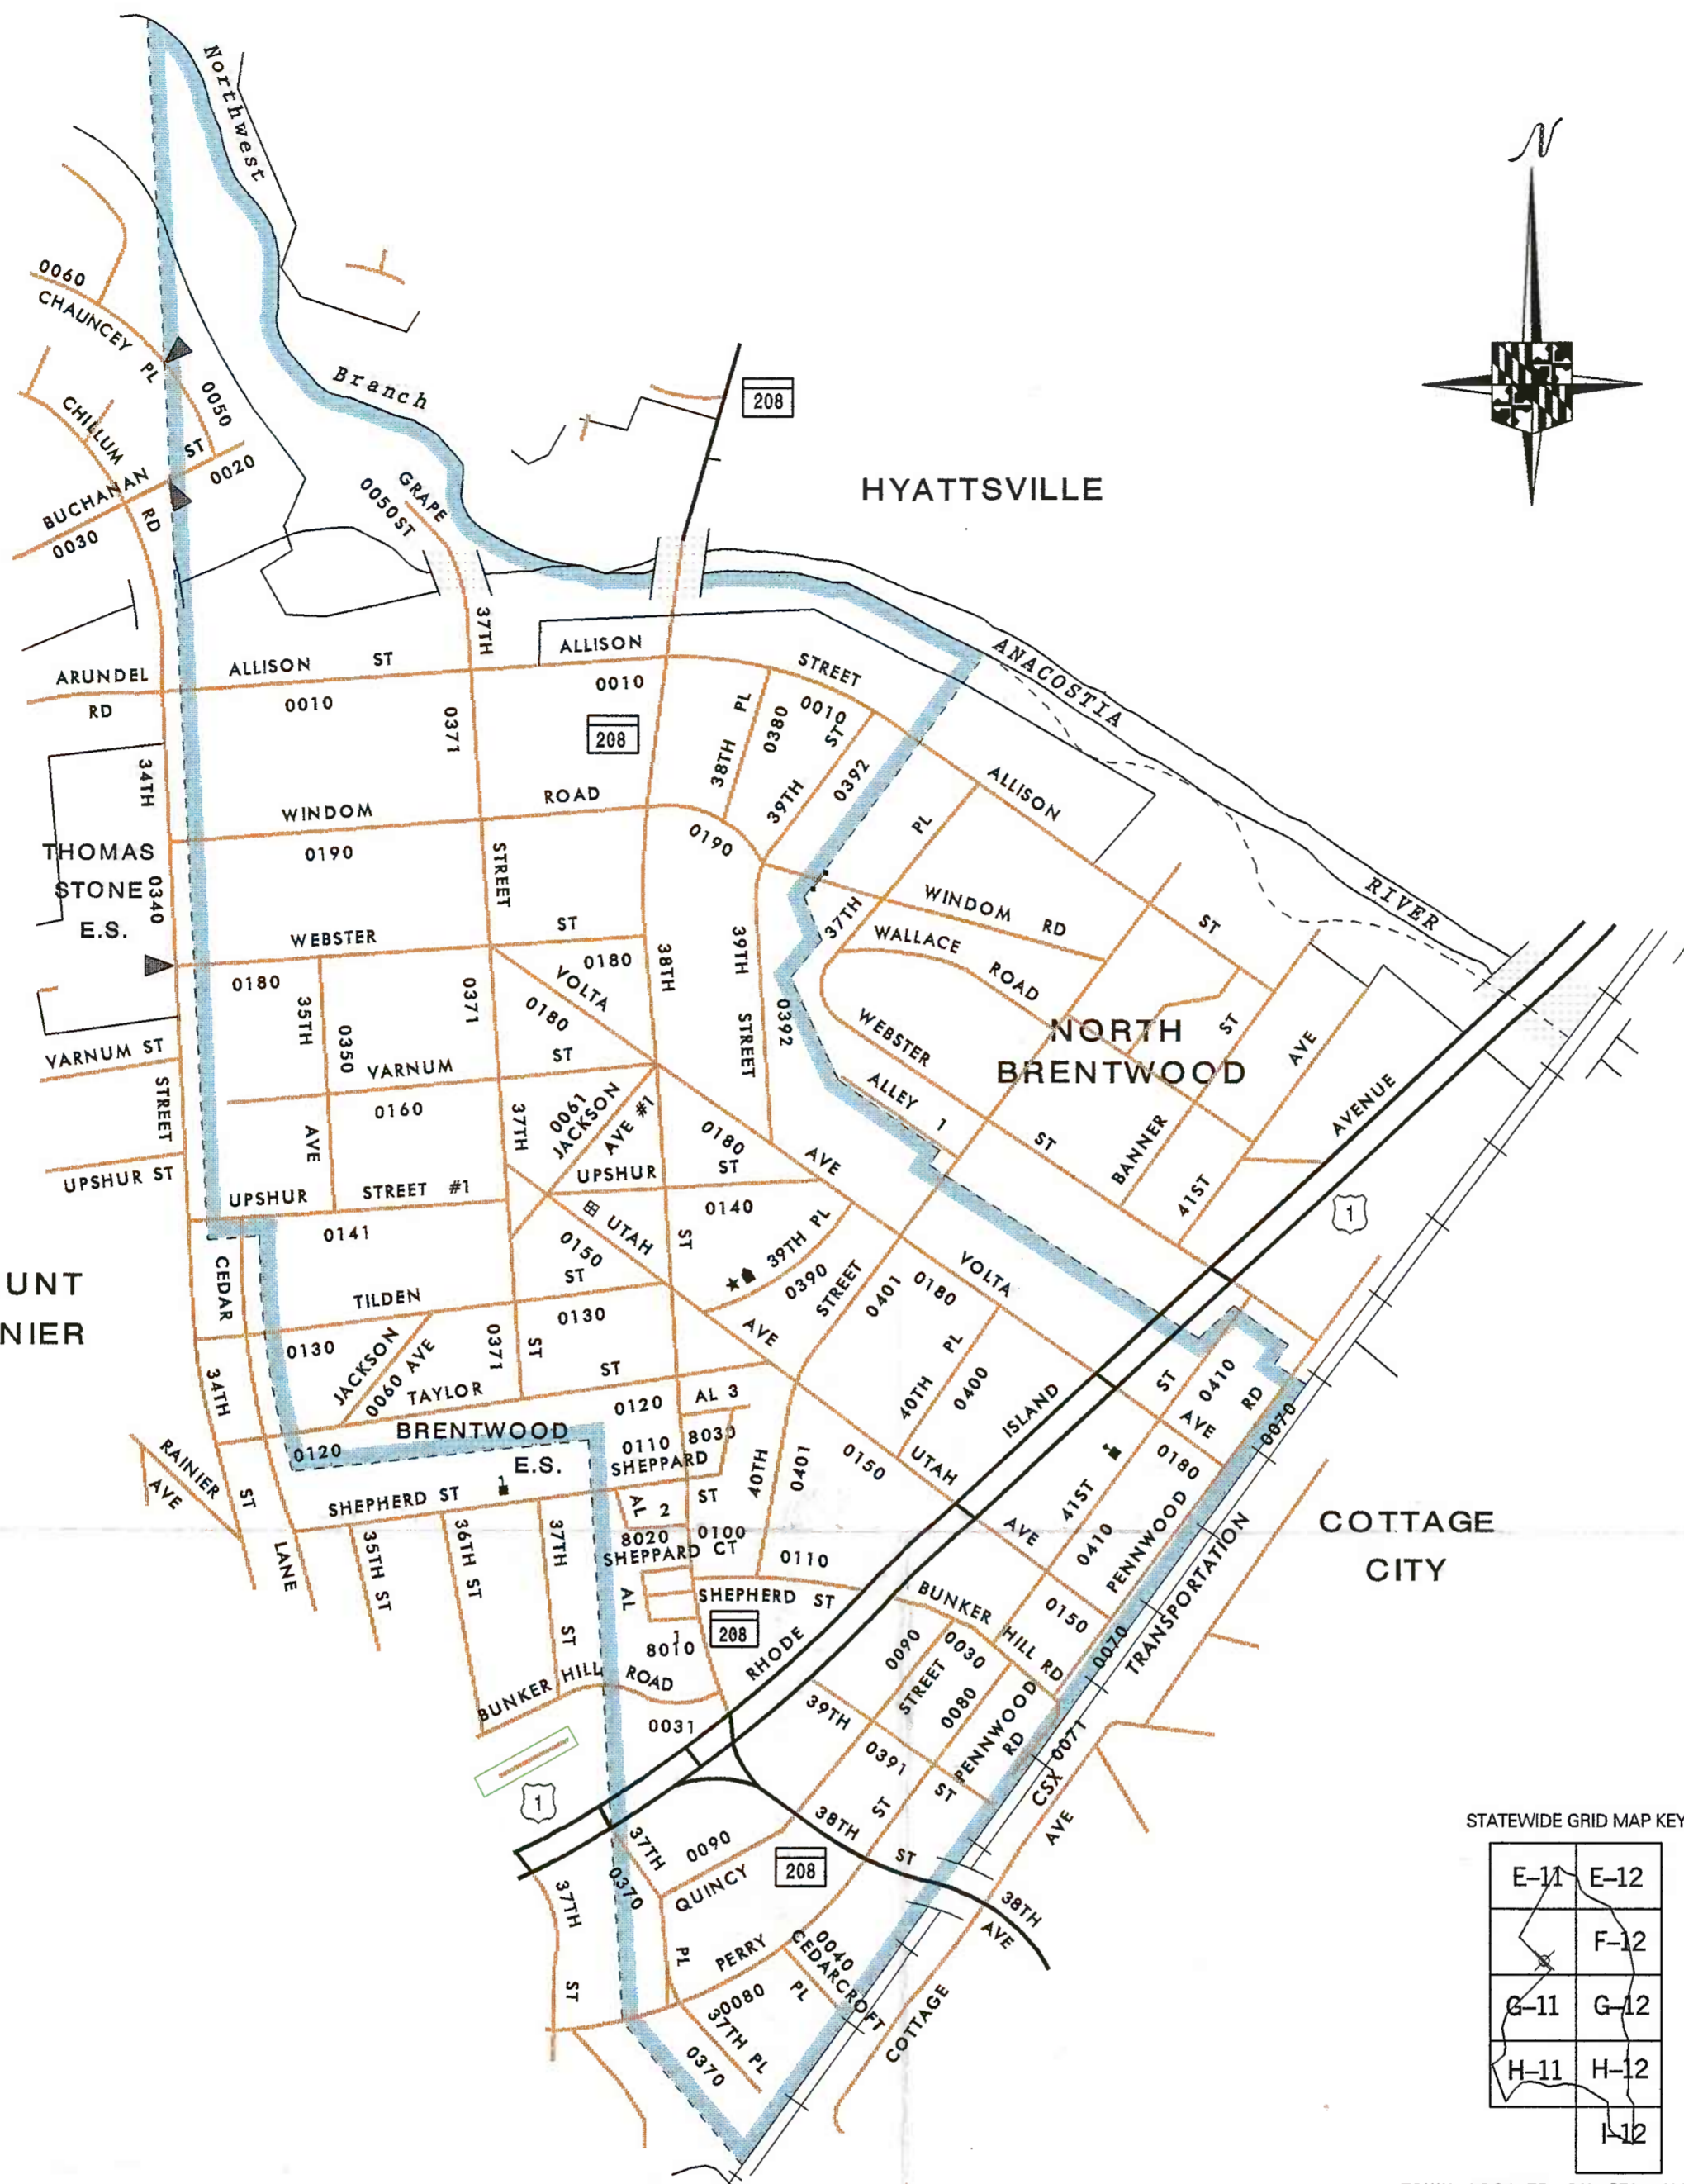 Northwest
N
0060
CHAUNCEY PL
0050
Branch
208
CHILLUM RD
BUCHANAN ST
0020
0030
GRAPE ST
0050
HYATTSVILLE
37TH
ALLISON ST
ALLISON
STREET
ARUNDEL
RD
0010
0010
0010
ANACOSTIA
RIVER
0371
208
38TH PL
0380
39TH ST
0392
34TH
WINDOM
ROAD
ALLISON
ST
THOMAS
STONE
E.S.
0340
0190
0190
STREET
37TH
PL
WINDOM RD
WALLACE
ROAD
WEBSTER
ST
0180
0180
VOLTA
0180
38TH
39TH
STREET
0392
35TH
0350
0371
NORTH
BRENTWOOD
WEBSTER
ST
ST
AVE
AVENUE
VARNUM ST
VARNUM
ST
0160
STREET
0061
JACKSON
AVE #1
37TH
AVE
ALLEY 1
BANNER
41ST
0180
AVE
UPSHUR ST
UPSHUR
STREET #1
UPSHUR
ST
0141
0140
UTAH
0150
ST
39TH PL
0390
STREET
0401
VOLTA
0180
1
UNT
NIER
CEDAR
TILDEN
ST
0130
0130
JACKSON
AVE
0060
0371
ST
AVE
40TH PL
0400
ISLAND
ST
0410
RD
AVE
0070
34TH
TAYLOR
ST
0120
AL 3
BRENTWOOD
E.S.
0120
0110
8030
SHEPPARD
ST
40TH
0401
0150
UTAH
0180
RAINIER
AVE
ST
SHEPHERD ST
1
AL 2
8020
0100
SHEPPARD CT
0110
AVE
41ST
0410
PENNWOOD
COTTAGE
CITY
LANE
35TH ST
36TH ST
37TH
ST
AL
1
8010
SHEPHERD ST
208
BUNKER
HILL RD
0150
0070
TRANSPORTATION
BUNKER HILL ROAD
0031
RHODE
0090
STREET
0030
0080
PENNWOOD
RD
39TH
0391
ST
CSX
0071
1
37TH
0370
0090
QUINCY
38TH
ST
ST
208
AVE
37TH
ST
PL
PERRY
0040
CEDARCROFT
PL
38TH
AVE
0080
37TH PL
0370
COTTAGE
STATEWIDE GRID MAP KEY
E-11 E-12
F-12
G-11 G-12
H-11 H-12
I-12